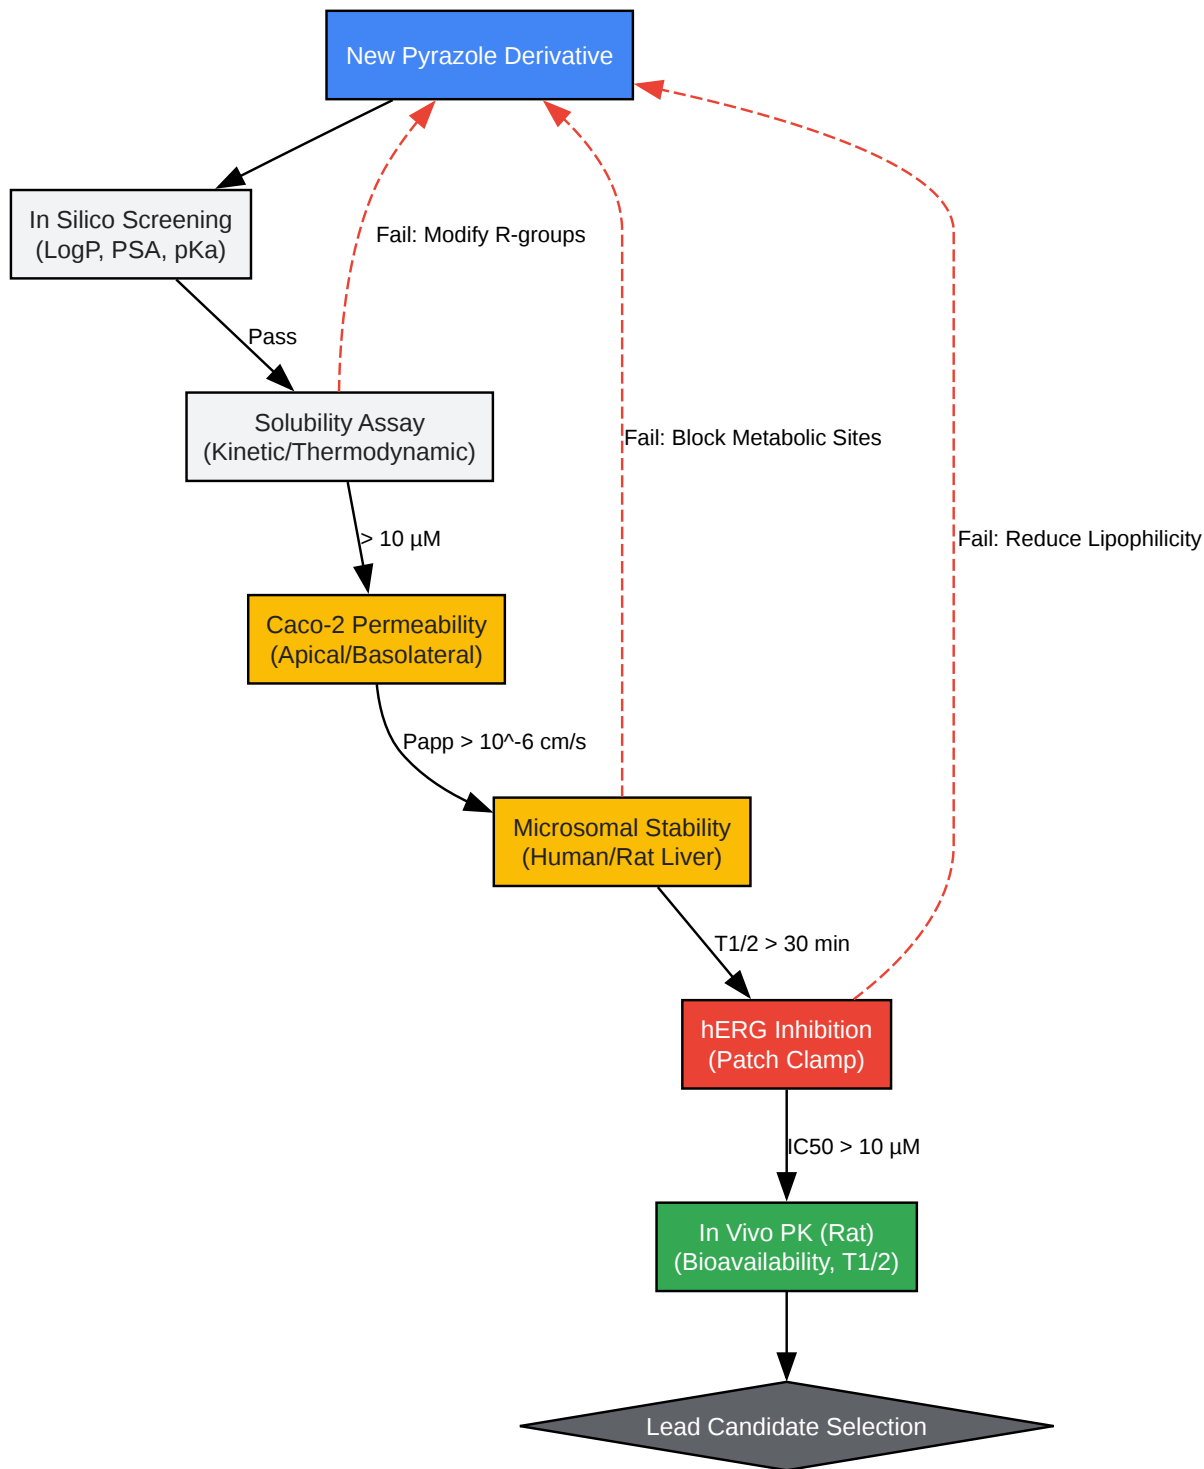 New Pyrazole Derivative
In Silico Screening
(LogP, PSA, pKa)
Fail: Modify R-groups
Pass
Solubility Assay
(Kinetic/Thermodynamic)
Fail: Block Metabolic Sites
> 10 µM
Fail: Reduce Lipophilicity
Caco-2 Permeability
(Apical/Basolateral)
Papp > 10^-6 cm/s
Microsomal Stability
(Human/Rat Liver)
T1/2 > 30 min
hERG Inhibition
(Patch Clamp)
IC50 > 10 µM
In Vivo PK (Rat)
(Bioavailability, T1/2)
Lead Candidate Selection